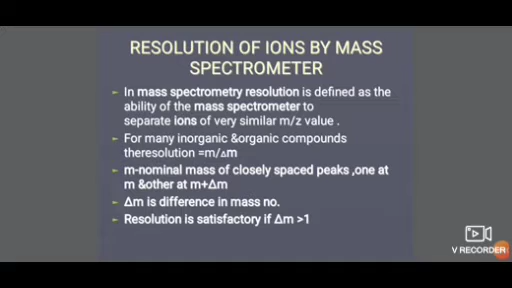 RESOLUTION OF IONS BY MASS
SPECTROMETER
In mass spectrometry resolution is defined as the
ability of the mass spectrometer to
separate ions of very similar m/z value .
For many inorganic &organic compounds
theresolution =m/∆m
m-nominal mass of closely spaced peaks ,one at
m &other at m+∆m
∆m is difference in mass no.
Resolution is satisfactory if ∆m >1
V RECORDER